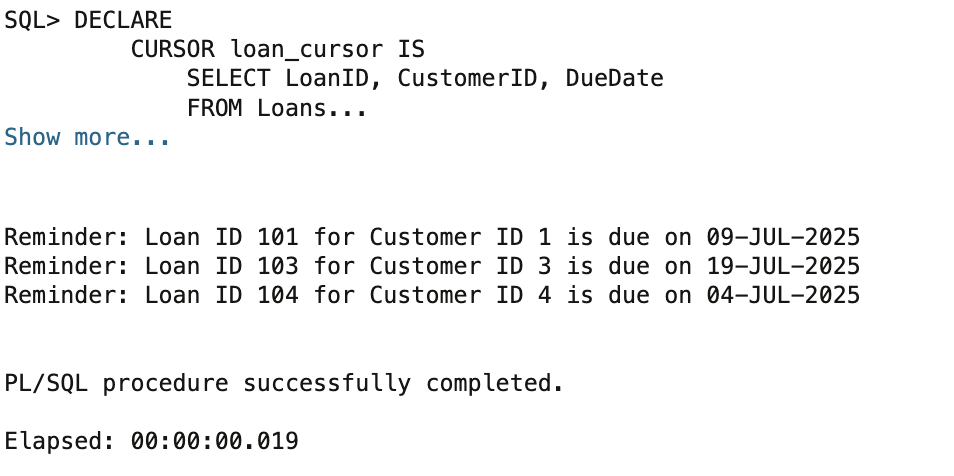 SQL> DECLARE
CURSOR loan_cursor IS
SELECT LoanID, CustomerID, DueDate
FROM Loans...
Show more...
Reminder: Loan ID 101 for Customer ID 1 is due on 09-JUL-2025
Reminder: Loan ID 103 for Customer ID 3 is due on 19-JUL-2025
Reminder: Loan ID 104 for Customer ID 4 is due on 04-JUL-2025
PL/SQL procedure successfully completed.
Elapsed: 00:00:00.019